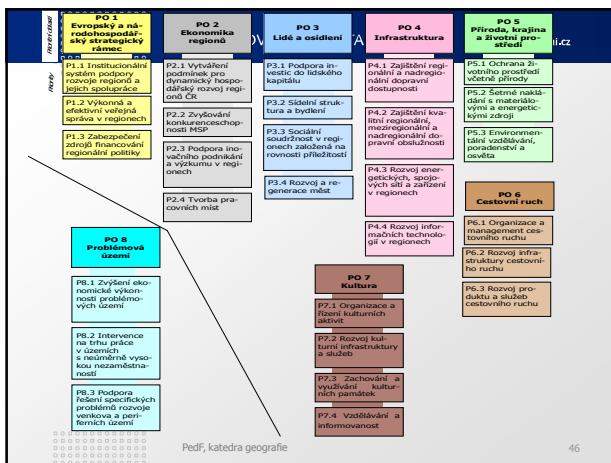 Prioritní oblasti
Priority
PO 1
Evropský a ná-
rodohospodář-
ský strategický
rámec
P1.1 Institucionální
systém podpory
rozvoje regionů a
jejich spolupráce
P1.2 Výkonná a
efektivní veřejná
správa v regionech
P1.3 Zabezpečení
zdrojů financování
regionální politiky
PO 2
Ekonomika
regionů
P2.1 Vytváření
podmínek pro
dynamický hospo-
dářský rozvoj regi-
onů ČR
P2.2 Zvyšování
konkurenceschop-
nosti MSP
P2.3 Podpora ino-
vačního podnikání
a výzkumu v regi-
onech
P2.4 Tvorba pra-
covních míst
PO 3
Lidé a osídlení
P3.1 Podpora in-
vestic do lidského
kapitálu
P3.2 Sídelní struk-
tura a bydlení
P3.3 Sociální
soudržnost v regi-
onech založená na
rovnosti příležitostí
P3.4 Rozvoj a re-
generace měst
PO 4
Infrastruktura
P4.1 Zajištění regi-
onální a nadregio-
nální dopravní
dostupnosti
P4.2 Zajištění kva-
litní regionální,
meziregionální a
nadregionální do-
pravní obslužnosti
P4.3 Rozvoj ener-
getických, spojo-
vých sítí a zařízení
v regionech
P4.4 Rozvoj infor-
mačních technolo-
gií v regionech
PO 5
Příroda, krajina
a životní pro-
středí
P5.1 Ochrana ži-
votního prostředí
včetně přírody
P5.2 Šetrné naklá-
dání s materiálo-
vými a energetic-
kými zdroji
P5.3 Environmen-
tální vzdělávání,
poradenství a
osvěta
PO 6
Cestovní ruch
P6.1 Organizace a
management ces-
tovního ruchu
P6.2 Rozvoj infra-
struktury cestovní-
ho ruchu
P6.3 Rozvoj pro-
duktu a služeb
cestovního ruchu
PO 7
Kultura
P7.1 Organizace a
řízení kulturních
aktivit
P7.2 Rozvoj kul-
turní infrastruktury
a služeb
P7.3 Zachování a
využívání kultur-
ních památek
P7.4 Vzdělávání a
informovanost
PO 8
Problémová
území
P8.1 Zvýšení eko-
nomické výkon-
nosti problémo-
vých území
P8.2 Intervence
na trhu práce
v územích
s neúměrně vyso-
kou nezaměstna-
ností
P8.3 Podpora
řešení specifických
problémů rozvoje
venkova a peri-
ferních území
PedF, katedra geografie
46